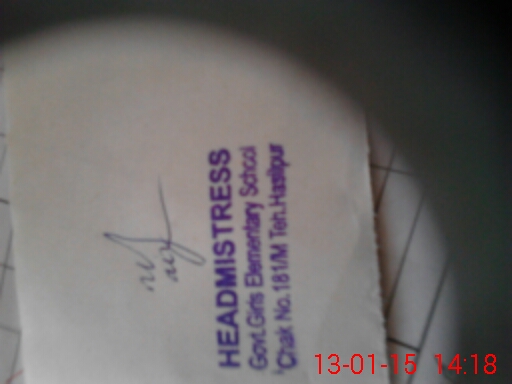 HEADMISTRESS
Govt.Girls Elementary School
Chak No.181/M Teh.Hasilpur
13-01-15 14:18